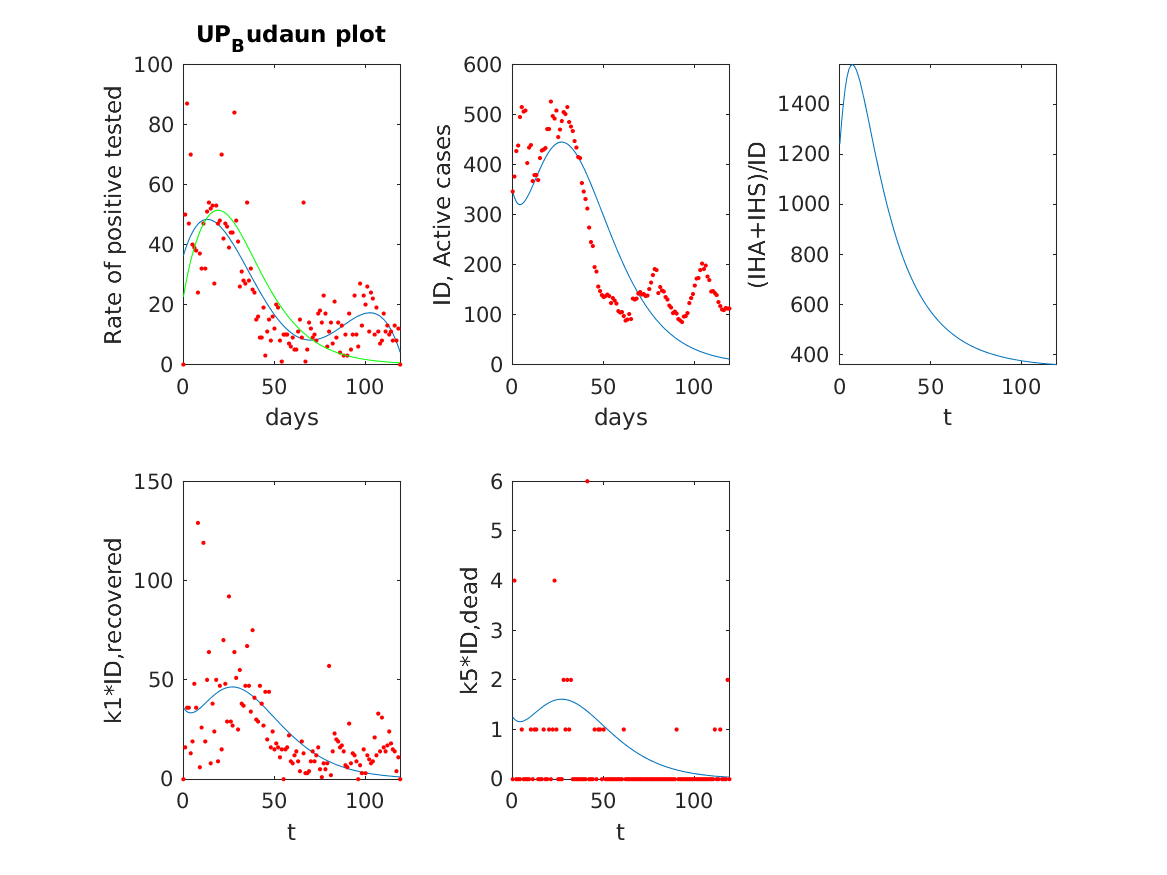 UP_Budaun plot
100
80
60
40
20
0
0 50 100
days
Rate of positive tested
600
500
400
300
200
100
0
0 50 100
days
ID, Active cases
1400
1200
1000
800
600
400
0 50 100
t
(IHA+IHS)/ID
150
100
50
0
0 50 100
t
k1*ID,recovered
6
5
4
3
2
1
0
0 50 100
t
k5*ID,dead